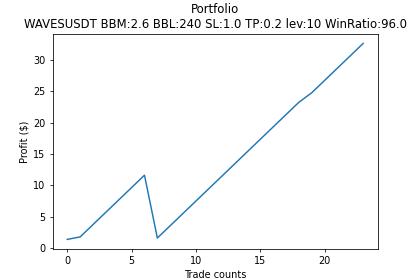 Portfolio
WAVESUSDT BBM:2.6 BBL:240 SL:1.0 TP:0.2 lev:10 WinRatio:96.0
30
25
20
15
10
5
0
Profit ($)
0 5 10 15 20
Trade counts